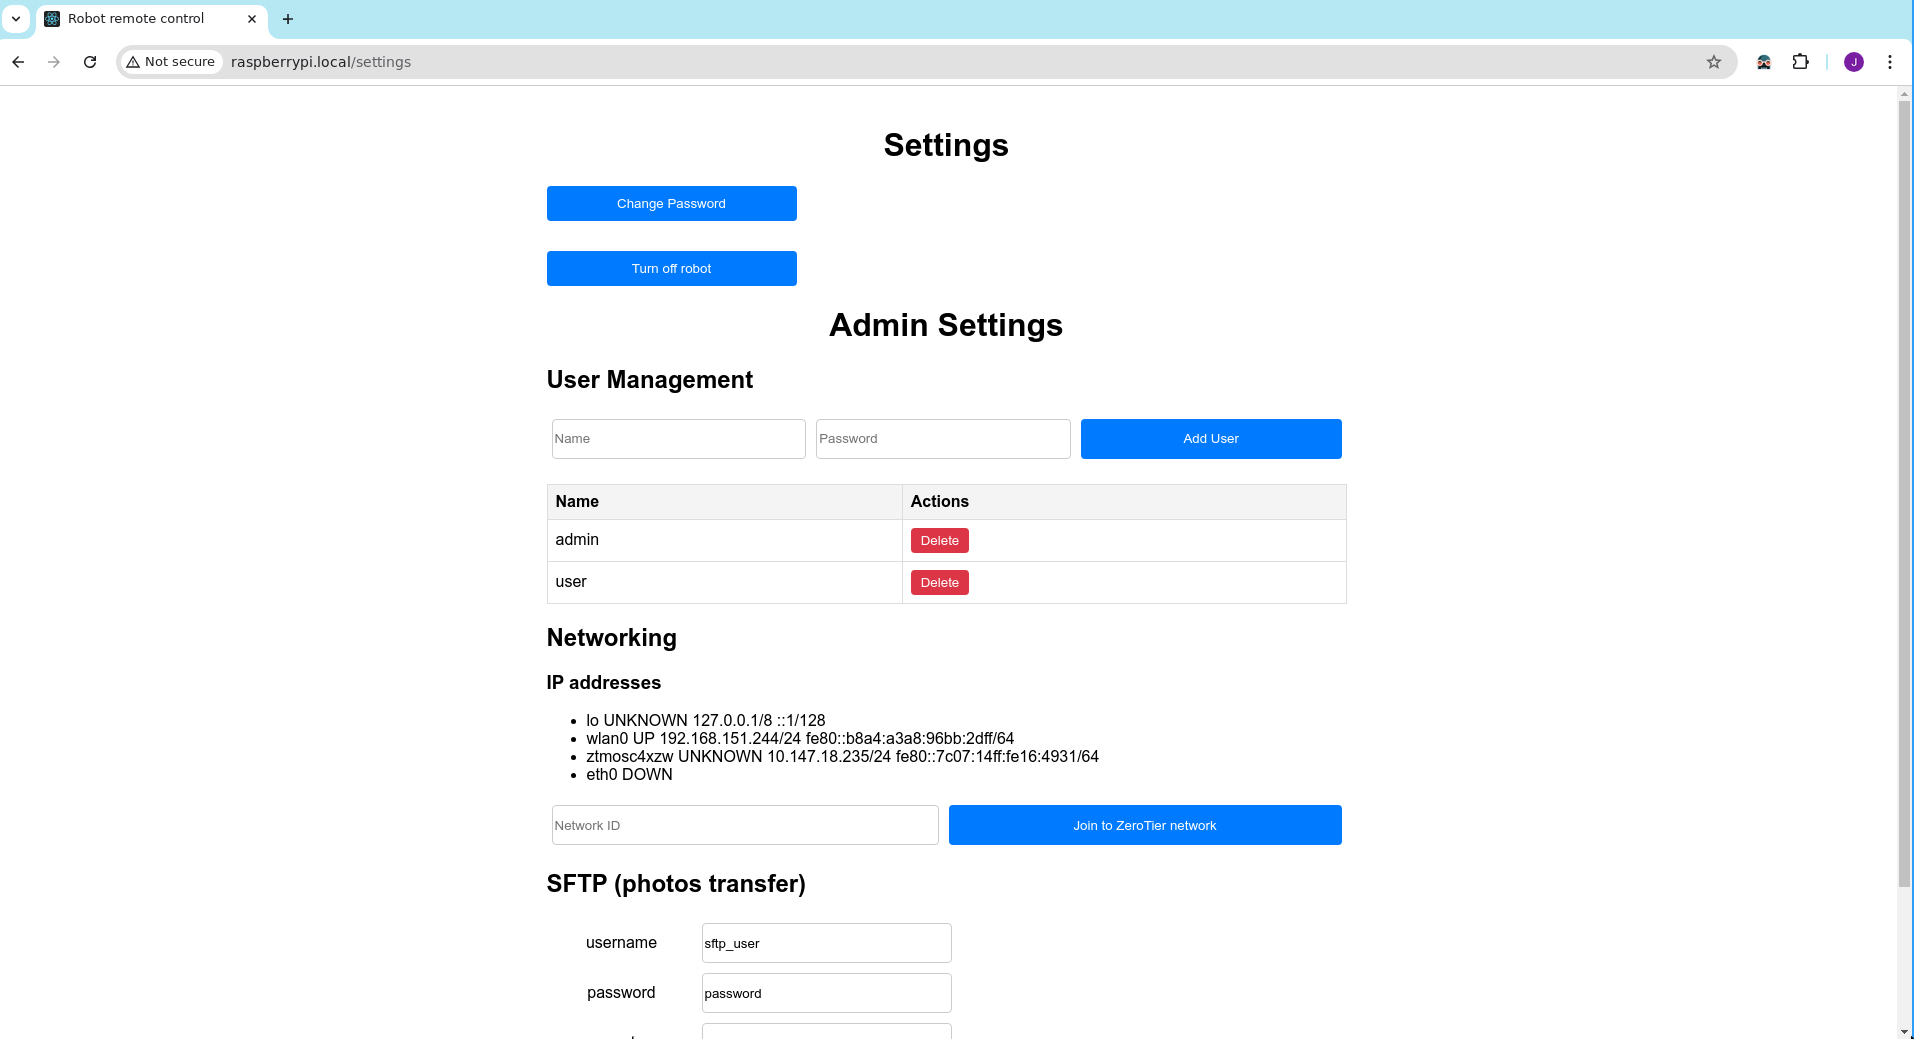 Robot remote control
Not secure raspberrypi.local/settings J
Settings
Change Password
Turn off robot
Admin Settings
User Management
Name Password Add User
Name Actions
admin Delete
user Delete
Networking
IP addresses
lo UNKNOWN 127.0.0.1/8 ::1/128
wlan0 UP 192.168.151.244/24 fe80::b8a4:a3a8:96bb:2dff/64
ztmosc4xzw UNKNOWN 10.147.18.235/24 fe80::7c07:14ff:fe16:4931/64
eth0 DOWN
Network ID Join to ZeroTier network
SFTP (photos transfer)
username sftp_user
password password